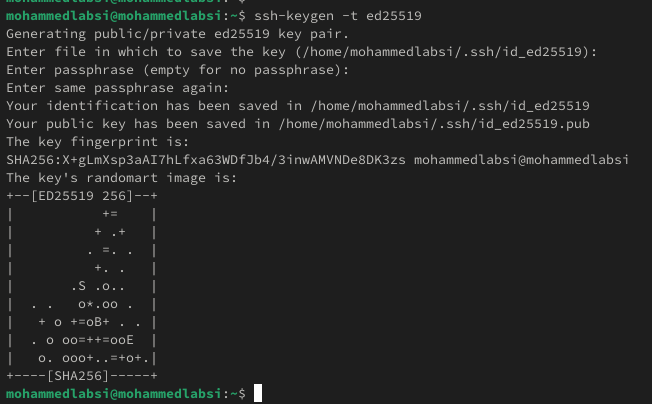 mohammedlabsi@mohammedlabsi:~$ ssh-keygen -t ed25519
Generating public/private ed25519 key pair.
Enter file in which to save the key (/home/mohammedlabsi/.ssh/id_ed25519):
Enter passphrase (empty for no passphrase):
Enter same passphrase again:
Your identification has been saved in /home/mohammedlabsi/.ssh/id_ed25519
Your public key has been saved in /home/mohammedlabsi/.ssh/id_ed25519.pub
The key fingerprint is:
SHA256:X+gLmXsp3aAI7hLfxa63WDfJb4/3inwAMVNDe8DK3zs mohammedlabsi@mohammedlabsi
The key's randomart image is:
+--[ED25519 256]--+
|           +=    |
|          + .+   |
|         . =. .  |
|          +. .   |
|       .S .o..   |
|  . .   o*.oo .  |
|   + o +=oB+ . . |
|  . o oo=++=ooE  |
|   o. ooo+..=+o+.|
+----[SHA256]-----+
mohammedlabsi@mohammedlabsi:~$